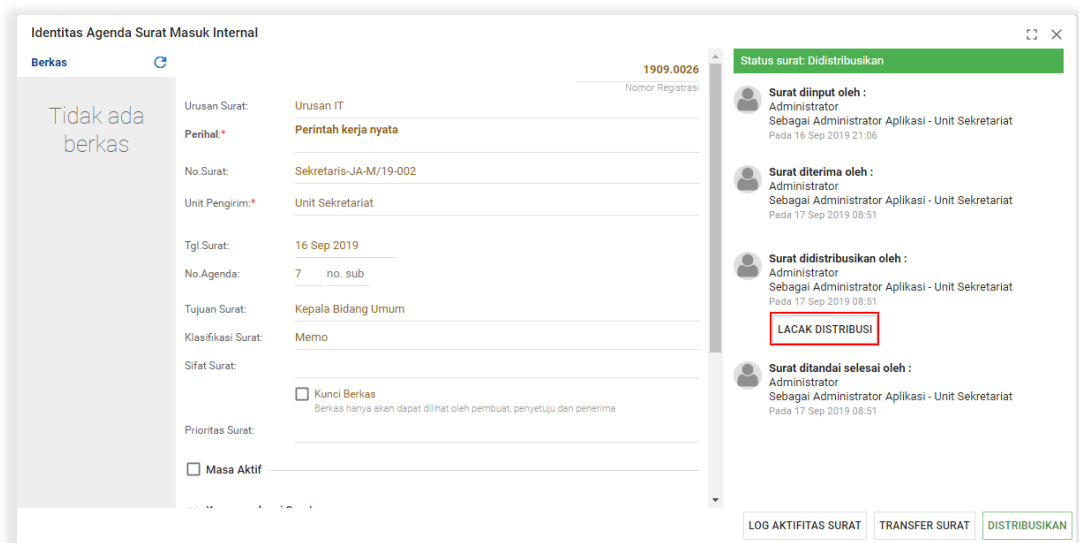 Identitas Agenda Surat Masuk Internal
Berkas
Tidak ada
berkas
1909.0026
Nomor Registrasi
Urusan Surat: Urusan IT
Perihal:* Perintah kerja nyata
No.Surat: Sekretaris-JA-M/19-002
Unit Pengirim:* Unit Sekretariat
Tgl.Surat: 16 Sep 2019
No.Agenda: 7 no. sub
Tujuan Surat: Kepala Bidang Umum
Klasifikasi Surat: Memo
Sifat Surat:
Kunci Berkas
Berkas hanya akan dapat dilihat oleh pembuat, penyetuju dan penerima
Prioritas Surat:
Masa Aktif
Status surat: Didistribusikan
Surat diinput oleh :
Administrator
Sebagai Administrator Aplikasi - Unit Sekretariat
Pada 16 Sep 2019 21:06
Surat diterima oleh :
Administrator
Sebagai Administrator Aplikasi - Unit Sekretariat
Pada 17 Sep 2019 08:51
Surat didistribusikan oleh :
Administrator
Sebagai Administrator Aplikasi - Unit Sekretariat
Pada 17 Sep 2019 08:51
LACAK DISTRIBUSI
Surat ditandai selesai oleh :
Administrator
Sebagai Administrator Aplikasi - Unit Sekretariat
Pada 17 Sep 2019 08:51
LOG AKTIFITAS SURAT TRANSFER SURAT DISTRIBUSIKAN